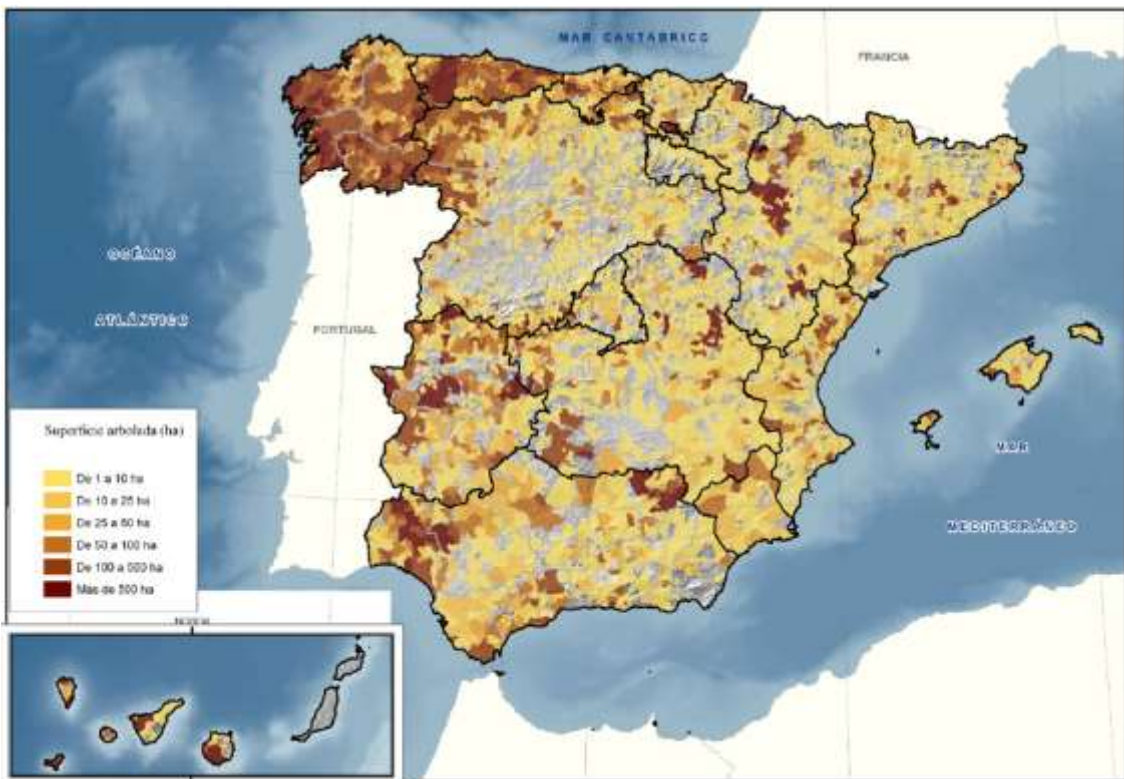 MAR CANTÁBRICO
FRANCIA
OCÉANO
ATLÁNTICO
PORTUGAL
MAR
MEDITERRÁNEO
Superficie arbolada (ha)
De 1 a 10 ha
De 10 a 25 ha
De 25 a 50 ha
De 50 a 100 ha
De 100 a 500 ha
Mas de 500 ha